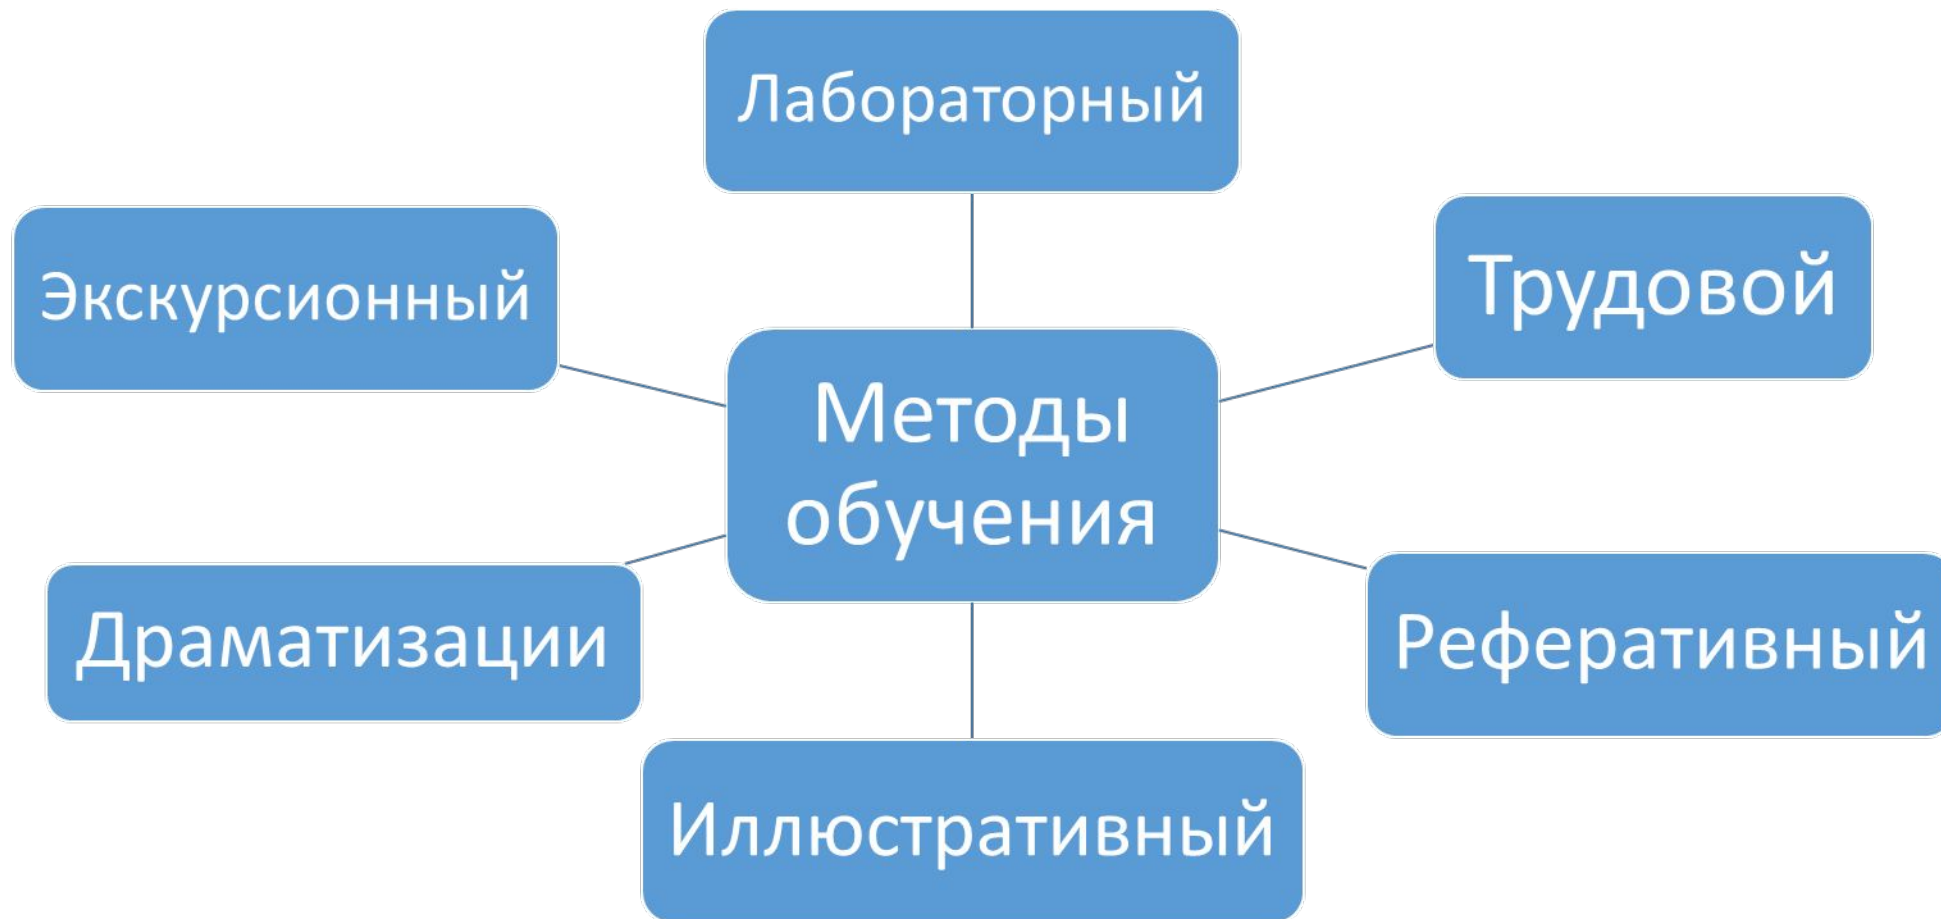 Лабораторный
Экскурсионный
Трудовой
Методы
обучения
Драматизации
Реферативный
Иллюстративный